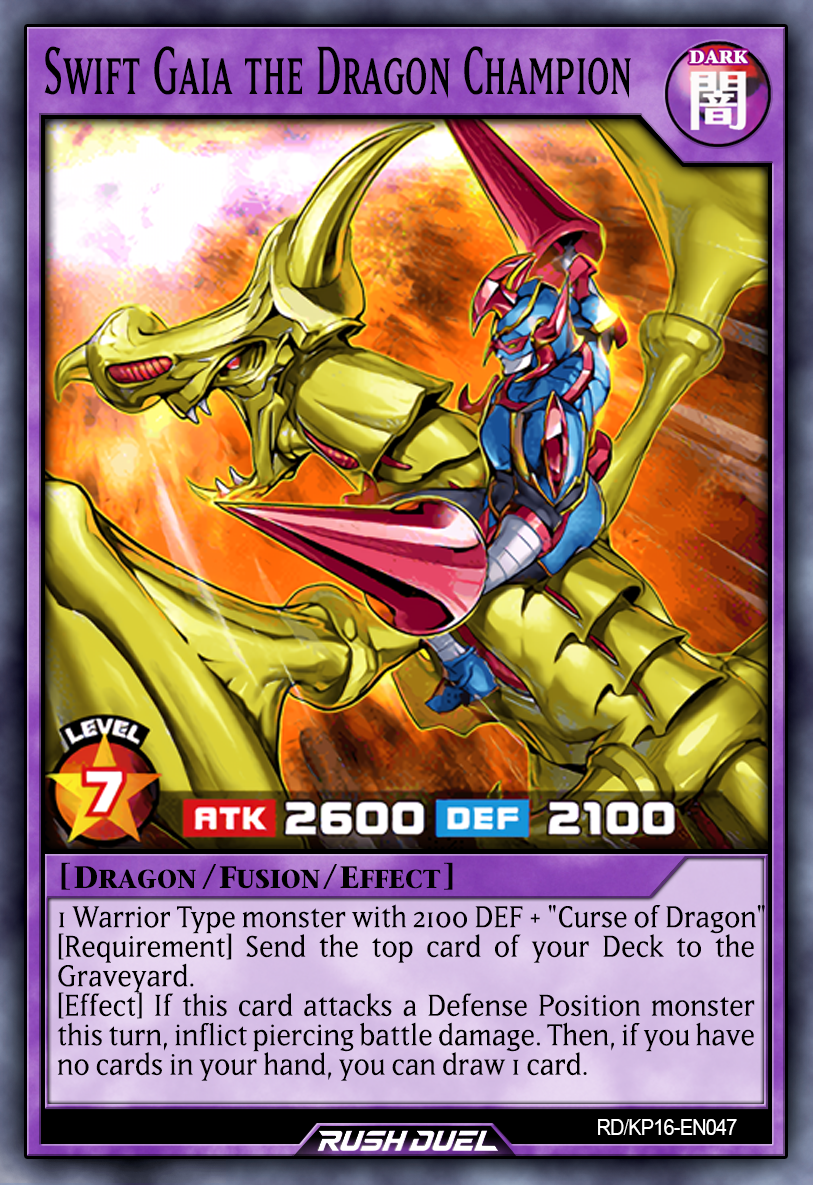 Swift Gaia the Dragon Champion
DARK
闇
LEVEL
7
ATK 2600 DEF 2100
[Dragon/Fusion/Effect]
1 Warrior Type monster with 2100 DEF + "Curse of Dragon"
[Requirement] Send the top card of your Deck to the
Graveyard.
[Effect] If this card attacks a Defense Position monster
this turn, inflict piercing battle damage. Then, if you have
no cards in your hand, you can draw 1 card.
RD/KP16-EN047
RUSH DUEL